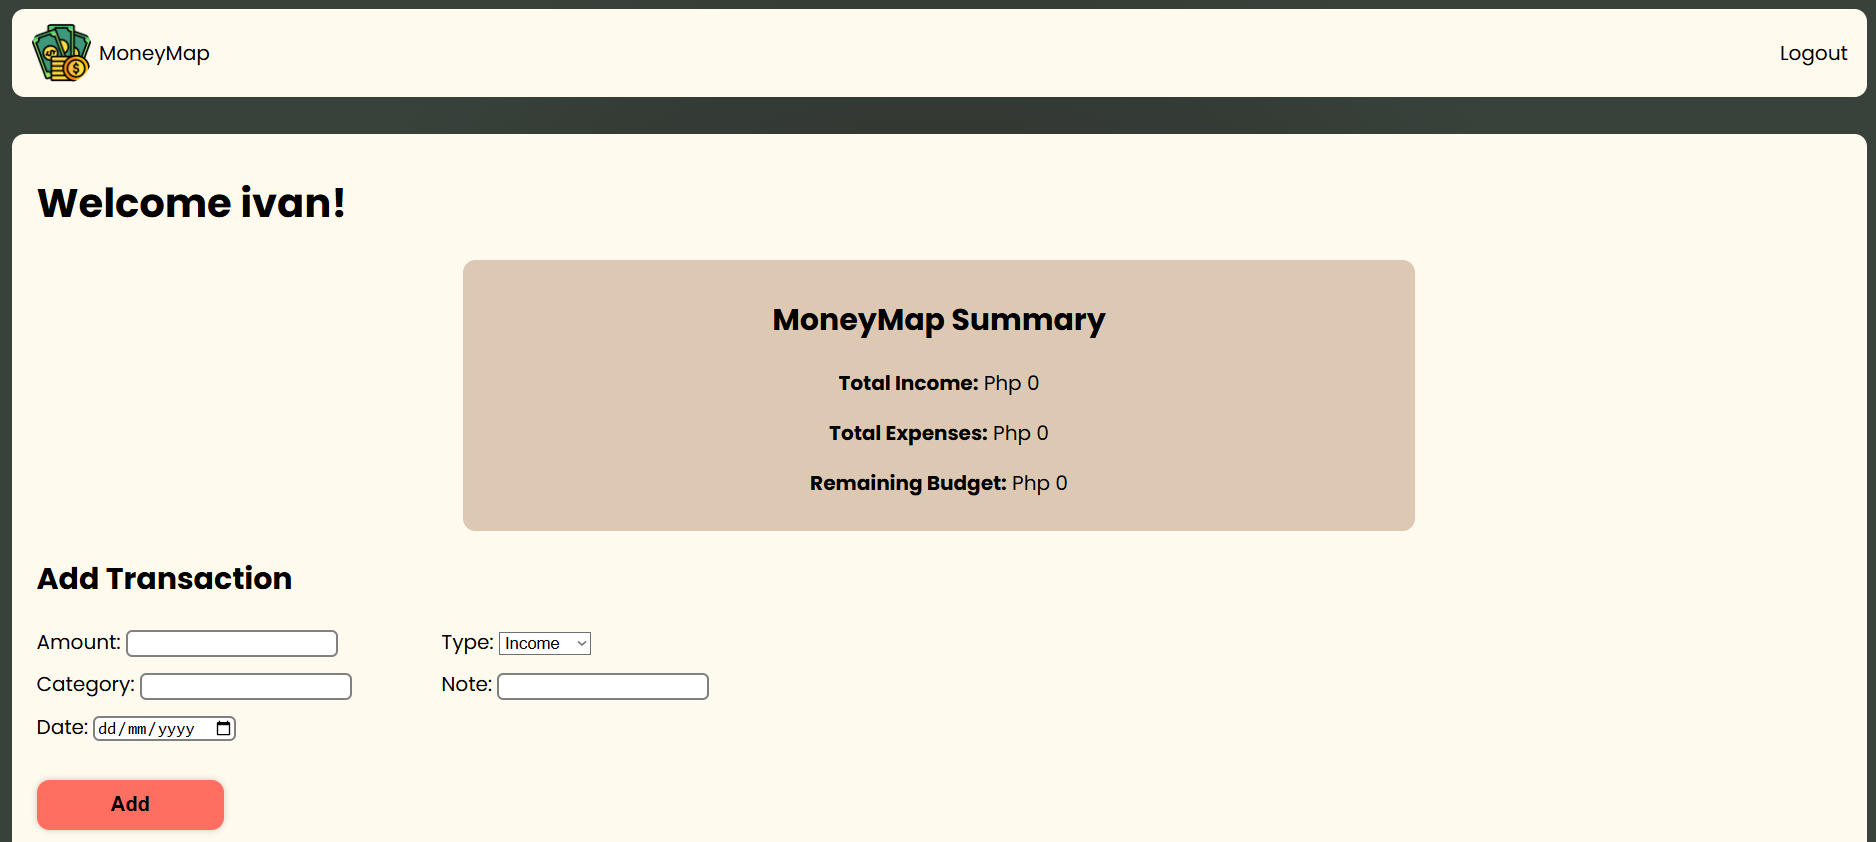 MoneyMap
Logout
Welcome ivan!
MoneyMap Summary
Total Income: Php 0
Total Expenses: Php 0
Remaining Budget: Php 0
Add Transaction
Amount:
Type: Income
Category:
Note:
Date: dd/mm/yyyy
Add